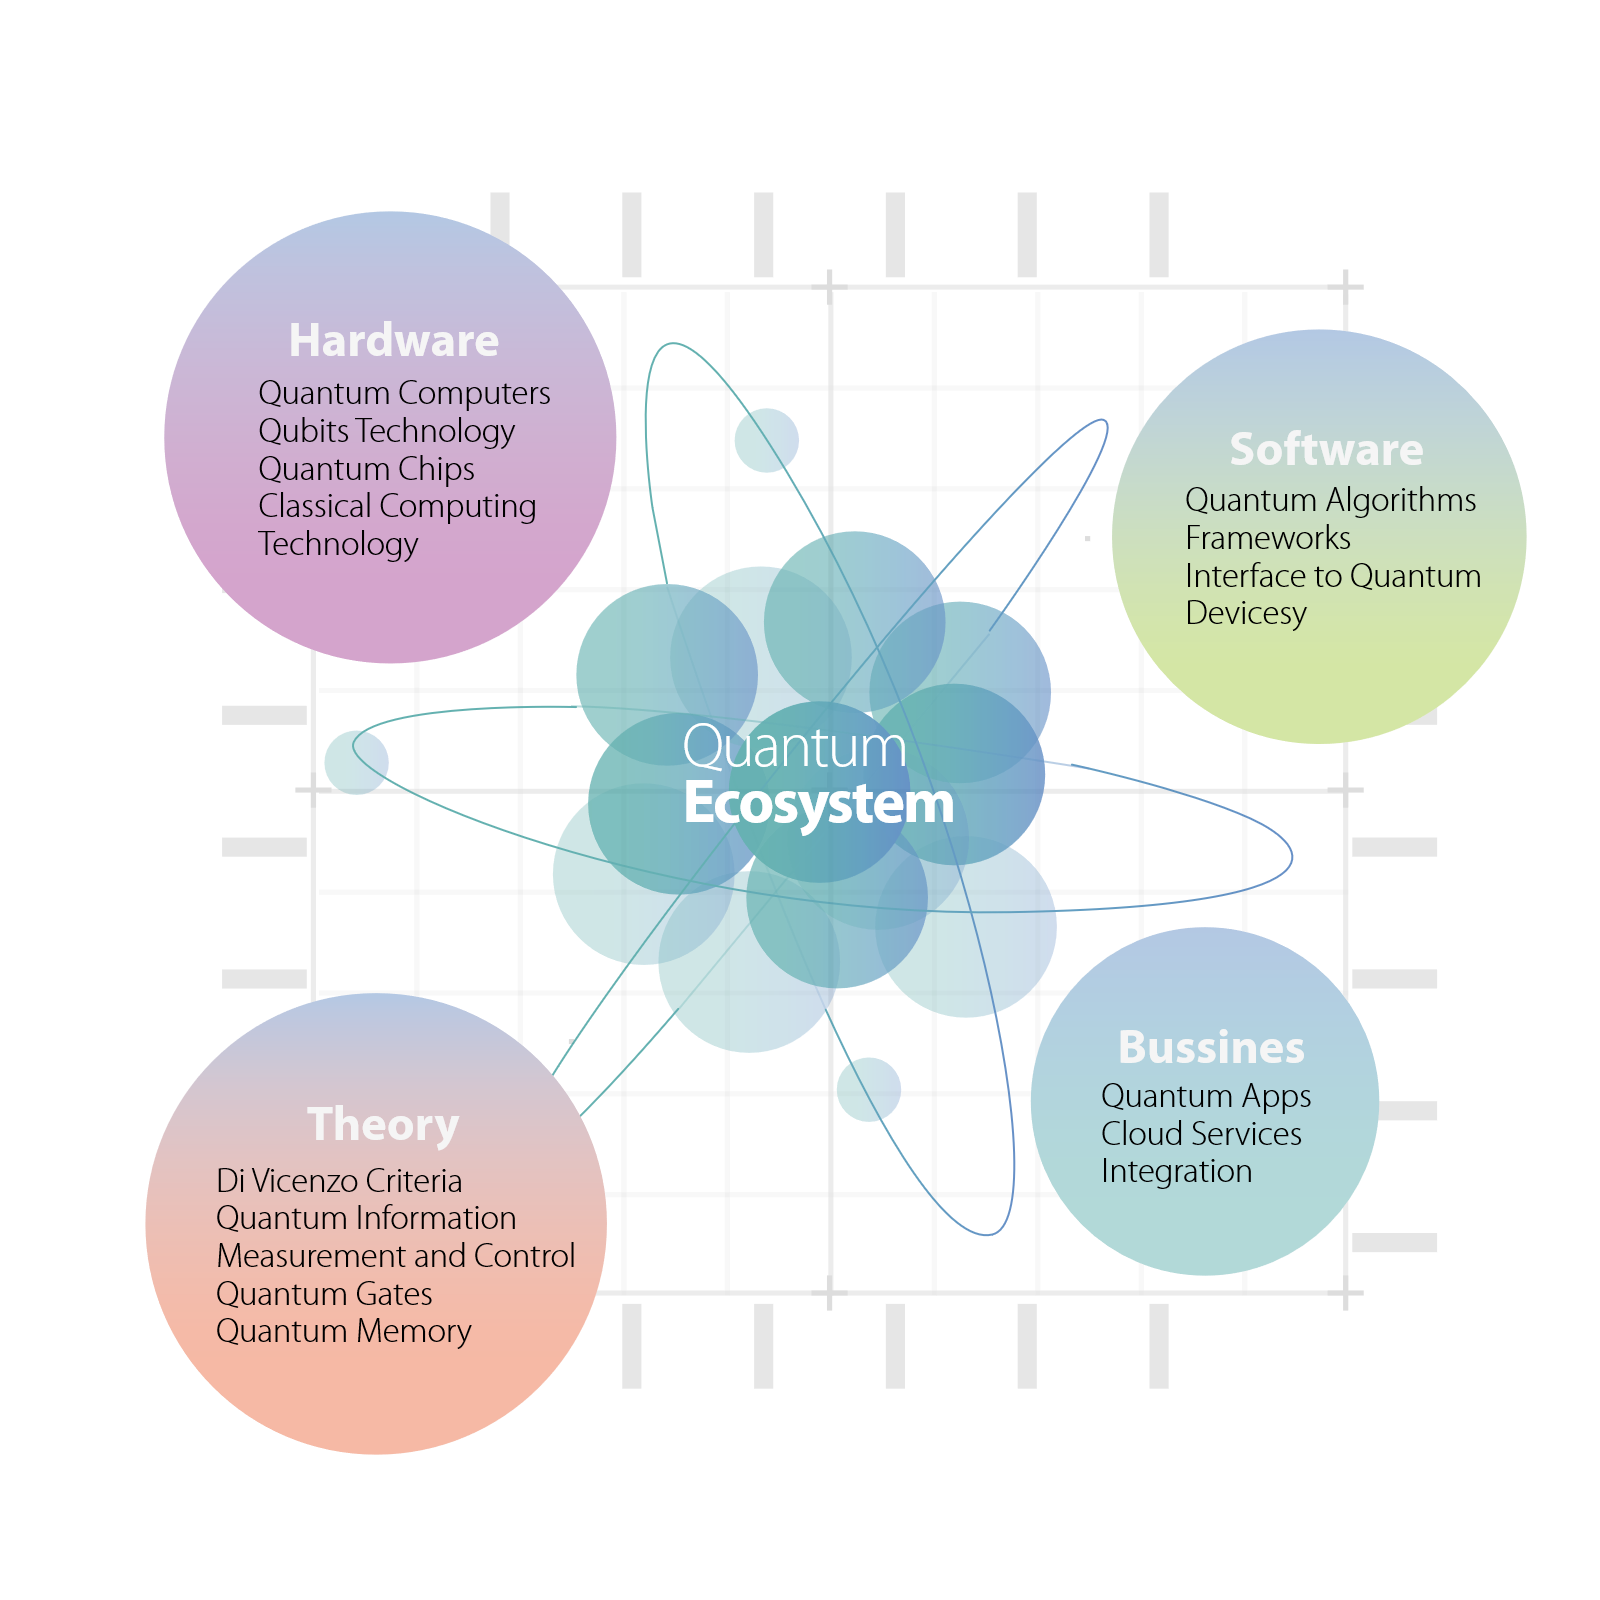 Hardware
Quantum Computers
Qubits Technology
Quantum Chips
Classical Computing
Technology
Software
Quantum Algorithms
Frameworks
Interface to Quantum
Devicesy
Quantum
Ecosystem
Theory
Di Vicenzo Criteria
Quantum Information
Measurement and Control
Quantum Gates
Quantum Memory
Bussines
Quantum Apps
Cloud Services
Integration